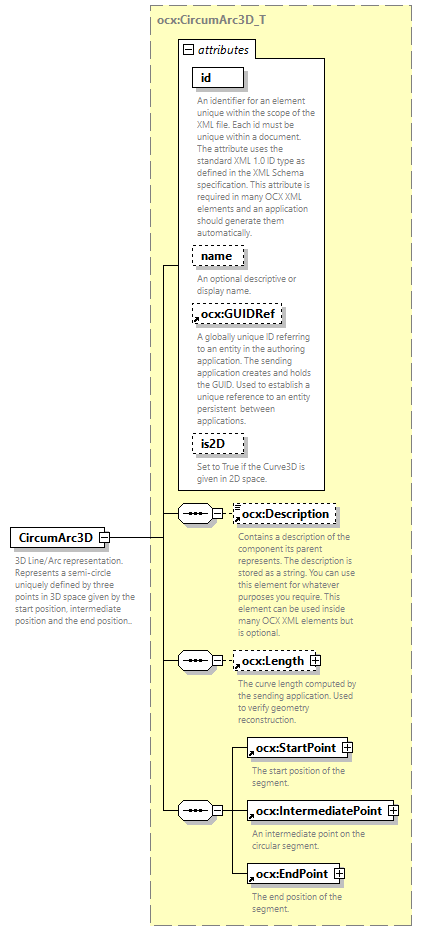 ocx:CircumArc3D_T
attributes
id
An identifier for an element
unique within the scope of the
XML file. Each id must be
unique within a document.
The attribute uses the
standard XML 1.0 ID type as
defined in the XML Schema
specification. This attribute is
required in many OCX XML
elements and an application
should generate them
automatically.
name
An optional descriptive or
display name.
ocx:GUIDRef
A globally unique ID referring
to an entity in the authoring
application. The sending
application creates and holds
the GUID. Used to establish a
unique reference to an entity
persistent  between
applications.
is2D
Set to True if the Curve3D is
given in 2D space.
CircumArc3D
3D Line/Arc representation.
Represents a semi-circle
uniquely defined by three
points in 3D space given by the
start position, intermediate
position and the end position..
ocx:Description
Contains a description of the
component its parent
represents. The description is
stored as a string. You can use
this element for whatever
purposes you require. This
element can be used inside
many OCX XML elements but
is optional.
ocx:Length
The curve length computed by
the sending application. Used
to verify geometry
reconstruction.
ocx:StartPoint
The start position of the
segment.
ocx:IntermediatePoint
An intermediate point on the
circular segment.
ocx:EndPoint
The end position of the
segment.